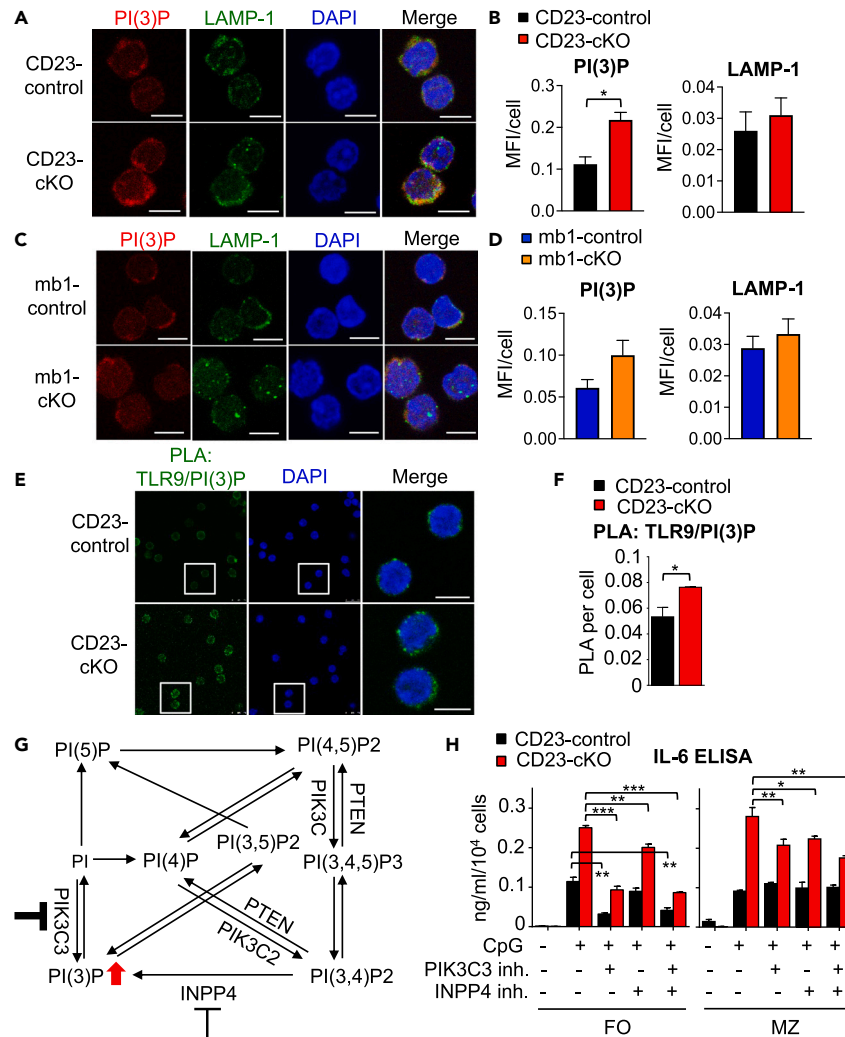 A
PI(3)P LAMP-1 DAPI Merge
CD23-
control
CD23-
cKO
B
CD23-control
CD23-cKO
PI(3)P
MFI/cell
0.3
0.2
0.1
0.0
*
LAMP-1
MFI/cell
0.04
0.03
0.02
0.01
0.00
C
PI(3)P LAMP-1 DAPI Merge
mb1-
control
mb1-
cKO
D
mb1-control
mb1-cKO
PI(3)P
MFI/cell
0.15
0.10
0.05
0.00
LAMP-1
MFI/cell
0.04
0.03
0.02
0.01
0.00
E
PLA:
TLR9/PI(3)P DAPI Merge
CD23-
control
CD23-
cKO
F
CD23-control
CD23-cKO
PLA: TLR9/PI(3)P
PLA per cell
0.1
0.08
0.06
0.04
0.02
0
*
G
PI(5)P PI(4,5)P2
PIK3C PTEN
PI(3,5)P2
PI PI(4)P PI(3,4,5)P3
PIK3C3
PTEN
PIK3C2
PI(3)P PI(3,4)P2
INPP4
H
CD23-control
CD23-cKO
IL-6 ELISA
ng/ml/10⁴ cells
0.3
0.2
0.1
0.0
***
**
***
**
**
**
*
**
CpG - + + + + - + + + +
PIK3C3 inh. - - + - + - - + - +
INPP4 inh. - - - + + - - - + +
FO MZ